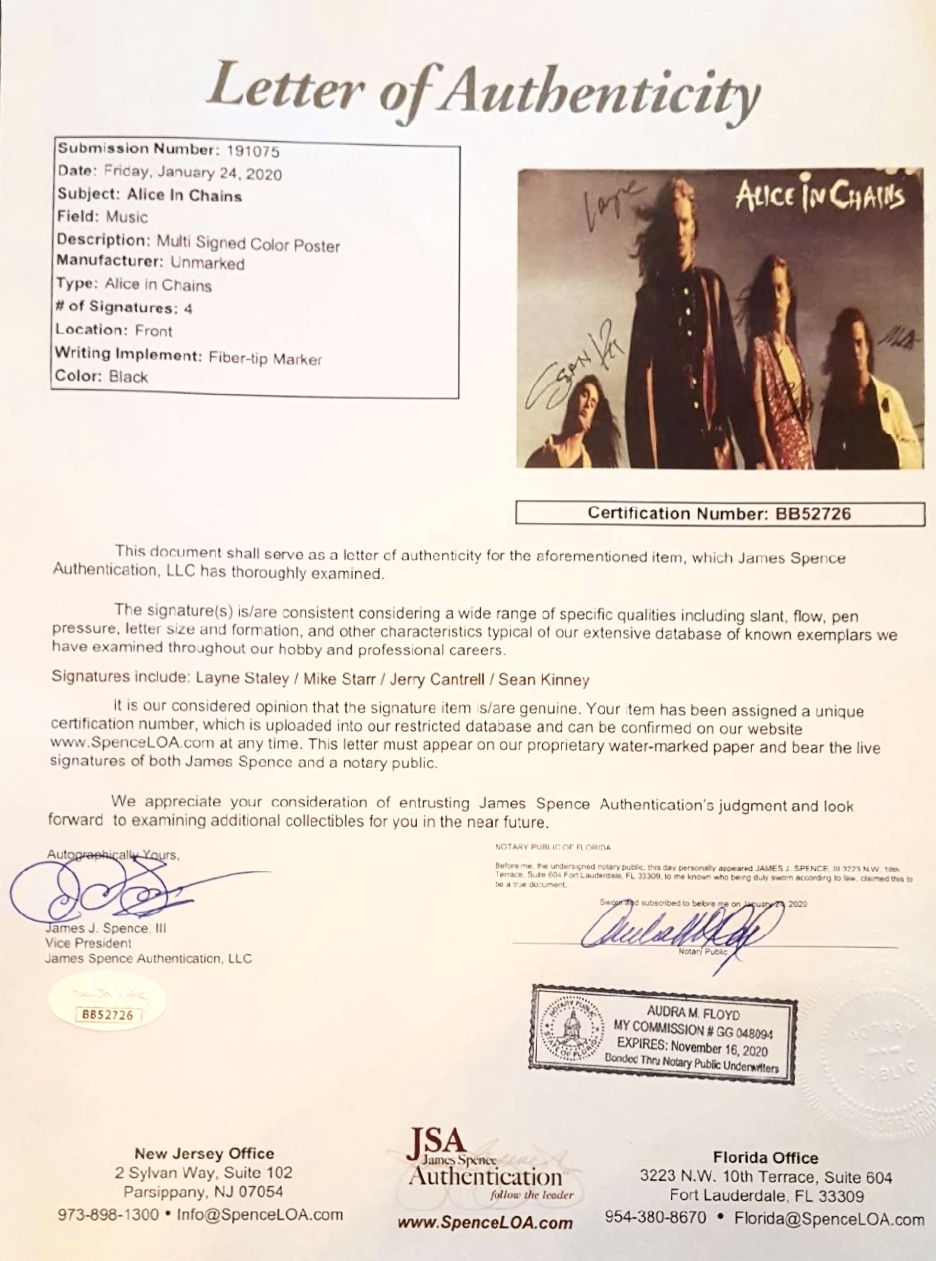 Letter of Authenticity
Submission Number: 191075
Date: Friday, January 24, 2020
Subject: Alice In Chains
Field: Music
Description: Multi Signed Color Poster
Manufacturer: Unmarked
Type: Alice in Chains
# of Signatures: 4
Location: Front
Writing Implement: Fiber-tip Marker
Color: Black
ALICE IN CHAINS
Layne
Sean
Certification Number: BB52726
This document shall serve as a letter of authenticity for the aforementioned item, which James Spence
Authentication, LLC has thoroughly examined.
The signature(s) is/are consistent considering a wide range of specific qualities including slant, flow, pen
pressure, letter size and formation, and other characteristics typical of our extensive database of known exemplars we
have examined throughout our hobby and professional careers.
Signatures include: Layne Staley / Mike Starr / Jerry Cantrell / Sean Kinney
It is our considered opinion that the signature item is/are genuine. Your item has been assigned a unique
certification number, which is uploaded into our restricted database and can be confirmed on our website
www.SpenceLOA.com at any time. This letter must appear on our proprietary water-marked paper and bear the live
signatures of both James Spence and a notary public.
We appreciate your consideration of entrusting James Spence Authentication's judgment and look
forward to examining additional collectibles for you in the near future.
Autographically Yours,
James J. Spence, III
Vice President
James Spence Authentication, LLC
BB52726
NOTARY PUBLIC OF FLORIDA
Before me, the undersigned notary public, this day personally appeared JAMES J. SPENCE, III 3223 N.W. 10th
Terrace, Suite 604 Fort Lauderdale, FL 33309, to me known who being duly sworn according to law, claimed this to
be a true document.
Sworn and subscribed to before me on January 24, 2020
Notary Public
NOTARY PUBLIC
STATE OF FLORIDA
AUDRA M. FLOYD
MY COMMISSION # GG 048094
EXPIRES: November 16, 2020
Bonded Thru Notary Public Underwriters
NOTARY
PUBLIC
New Jersey Office
2 Sylvan Way, Suite 102
Parsippany, NJ 07054
973-898-1300 • Info@SpenceLOA.com
JSA
James Spence
Authentication
follow the leader
www.SpenceLOA.com
Florida Office
3223 N.W. 10th Terrace, Suite 604
Fort Lauderdale, FL 33309
954-380-8670 • Florida@SpenceLOA.com